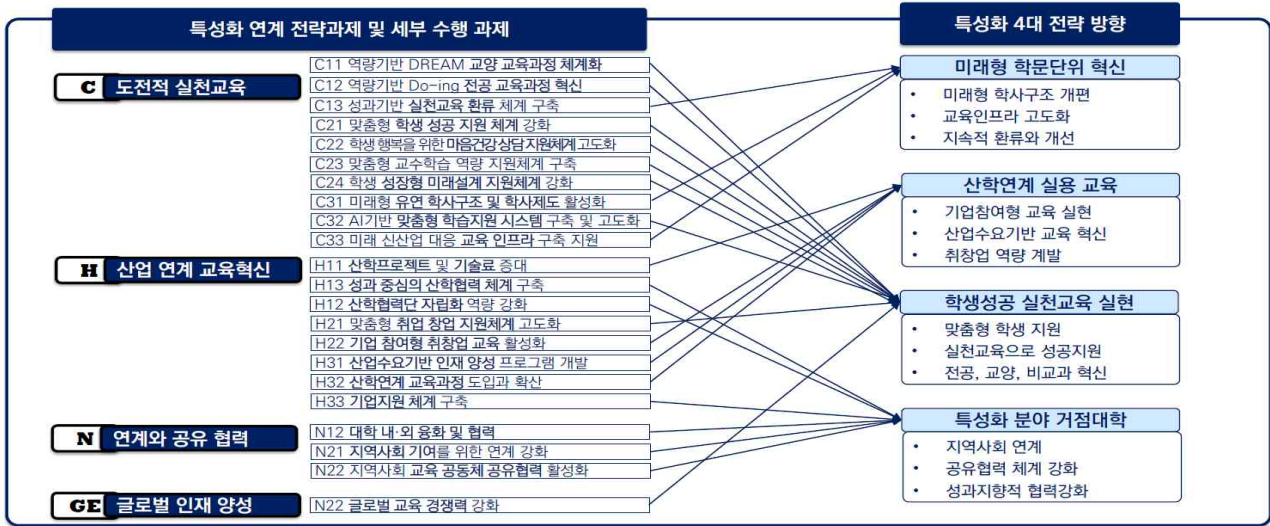 특성화 연계 전략과제 및 세부 수행 과제
C 도전적 실천교육
C11 역량기반 DREAM 교양 교육과정 체계화
C12 역량기반 Do-ing 전공 교육과정 혁신
C13 성과기반 실천교육 환류 체계 구축
C21 맞춤형 학생 성공 지원 체계 강화
C22 학생 행복을 위한 마음건강 상담 지원체계 고도화
C23 맞춤형 교수학습 역량 지원체계 구축
C24 학생 성장형 미래설계 지원체계 강화
C31 미래형 유연 학사구조 및 학사제도 활성화
C32 AI기반 맞춤형 학습지원 시스템 구축 및 고도화
C33 미래 신산업 대응 교육 인프라 구축 지원
H 산업 연계 교육혁신
H11 산학프로젝트 및 기술료 증대
H13 성과 중심의 산학협력 체계 구축
H12 산학협력단 자립화 역량 강화
H21 맞춤형 취업 창업 지원체계 고도화
H22 기업 참여형 취창업 교육 활성화
H31 산업수요기반 인재 양성 프로그램 개발
H32 산학연계 교육과정 도입과 확산
H33 기업지원 체계 구축
N 연계와 공유 협력
N12 대학 내·외 융화 및 협력
N21 지역사회 기여를 위한 연계 강화
N22 지역사회 교육 공동체 공유협력 활성화
GE 글로벌 인재 양성
N22 글로벌 교육 경쟁력 강화
특성화 4대 전략 방향
미래형 학문단위 혁신
• 미래형 학사구조 개편
• 교육인프라 고도화
• 지속적 환류와 개선
산학연계 실용 교육
• 기업참여형 교육 실현
• 산업수요기반 교육 혁신
• 취창업 역량 계발
학생성공 실천교육 실현
• 맞춤형 학생 지원
• 실천교육으로 성공지원
• 전공, 교양, 비교과 혁신
특성화 분야 거점대학
• 지역사회 연계
• 공유협력 체계 강화
• 성과지향적 협력강화